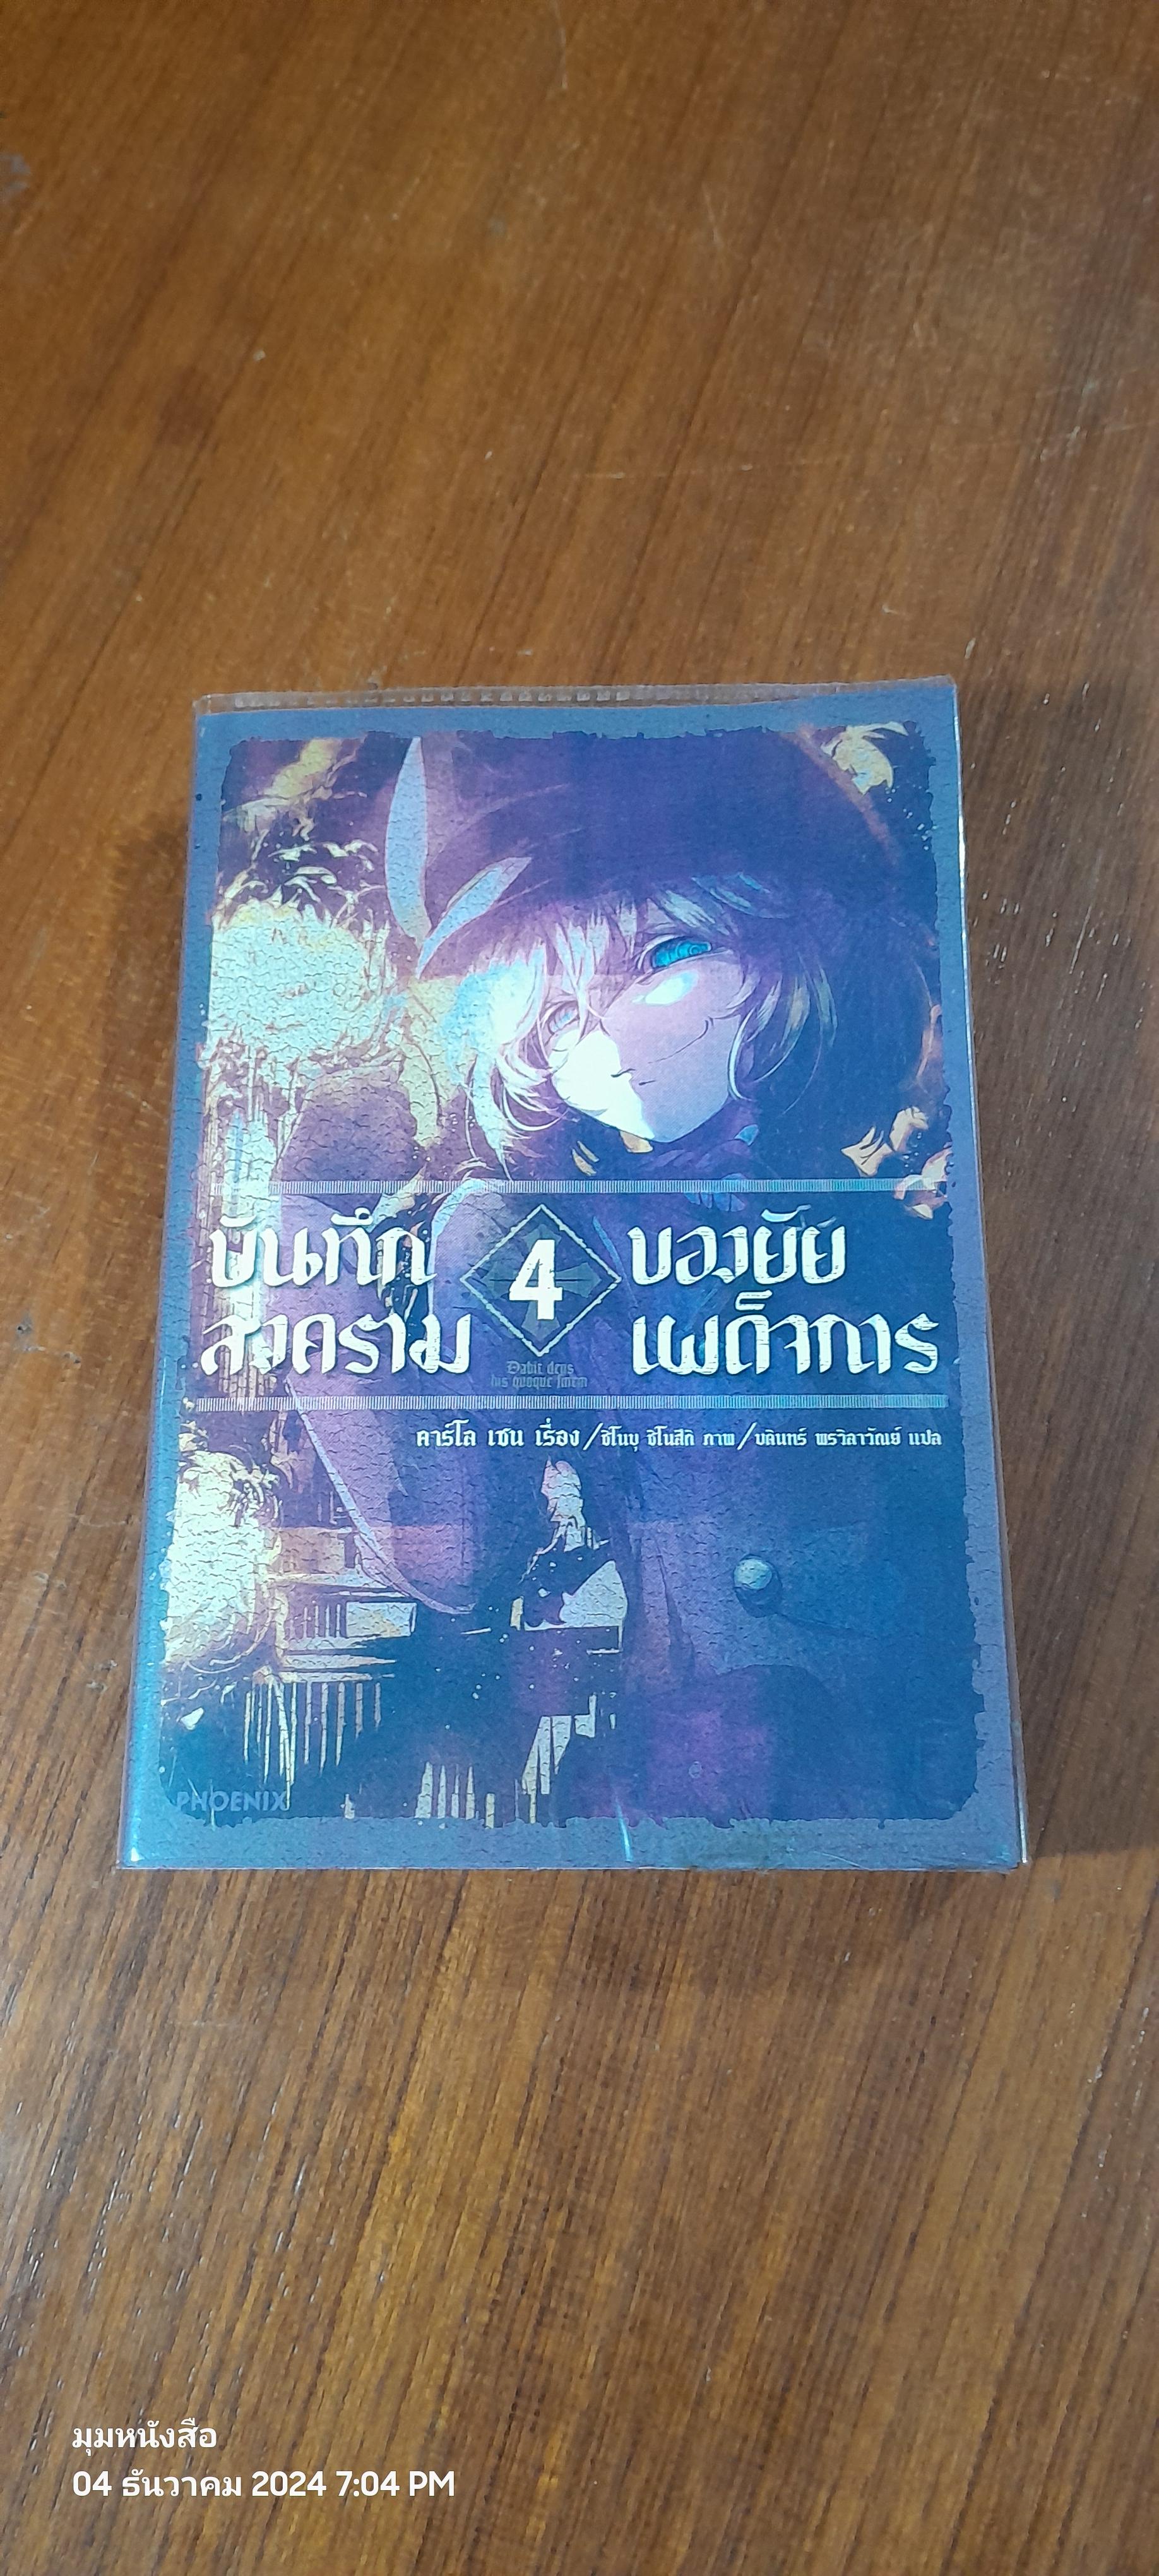 บันทึก 4 ของยัย
สงคราม เผด็จการ
Dabit deus
his quoque finem
คาร์โล เซน เรื่อง / ชิโนบุ ชิโนสึกิ ภาพ / บดินทร์ พรวิลาวัณย์ แปล
PHOENIX
มุมหนังสือ
04 ธันวาคม 2024 7:04 PM